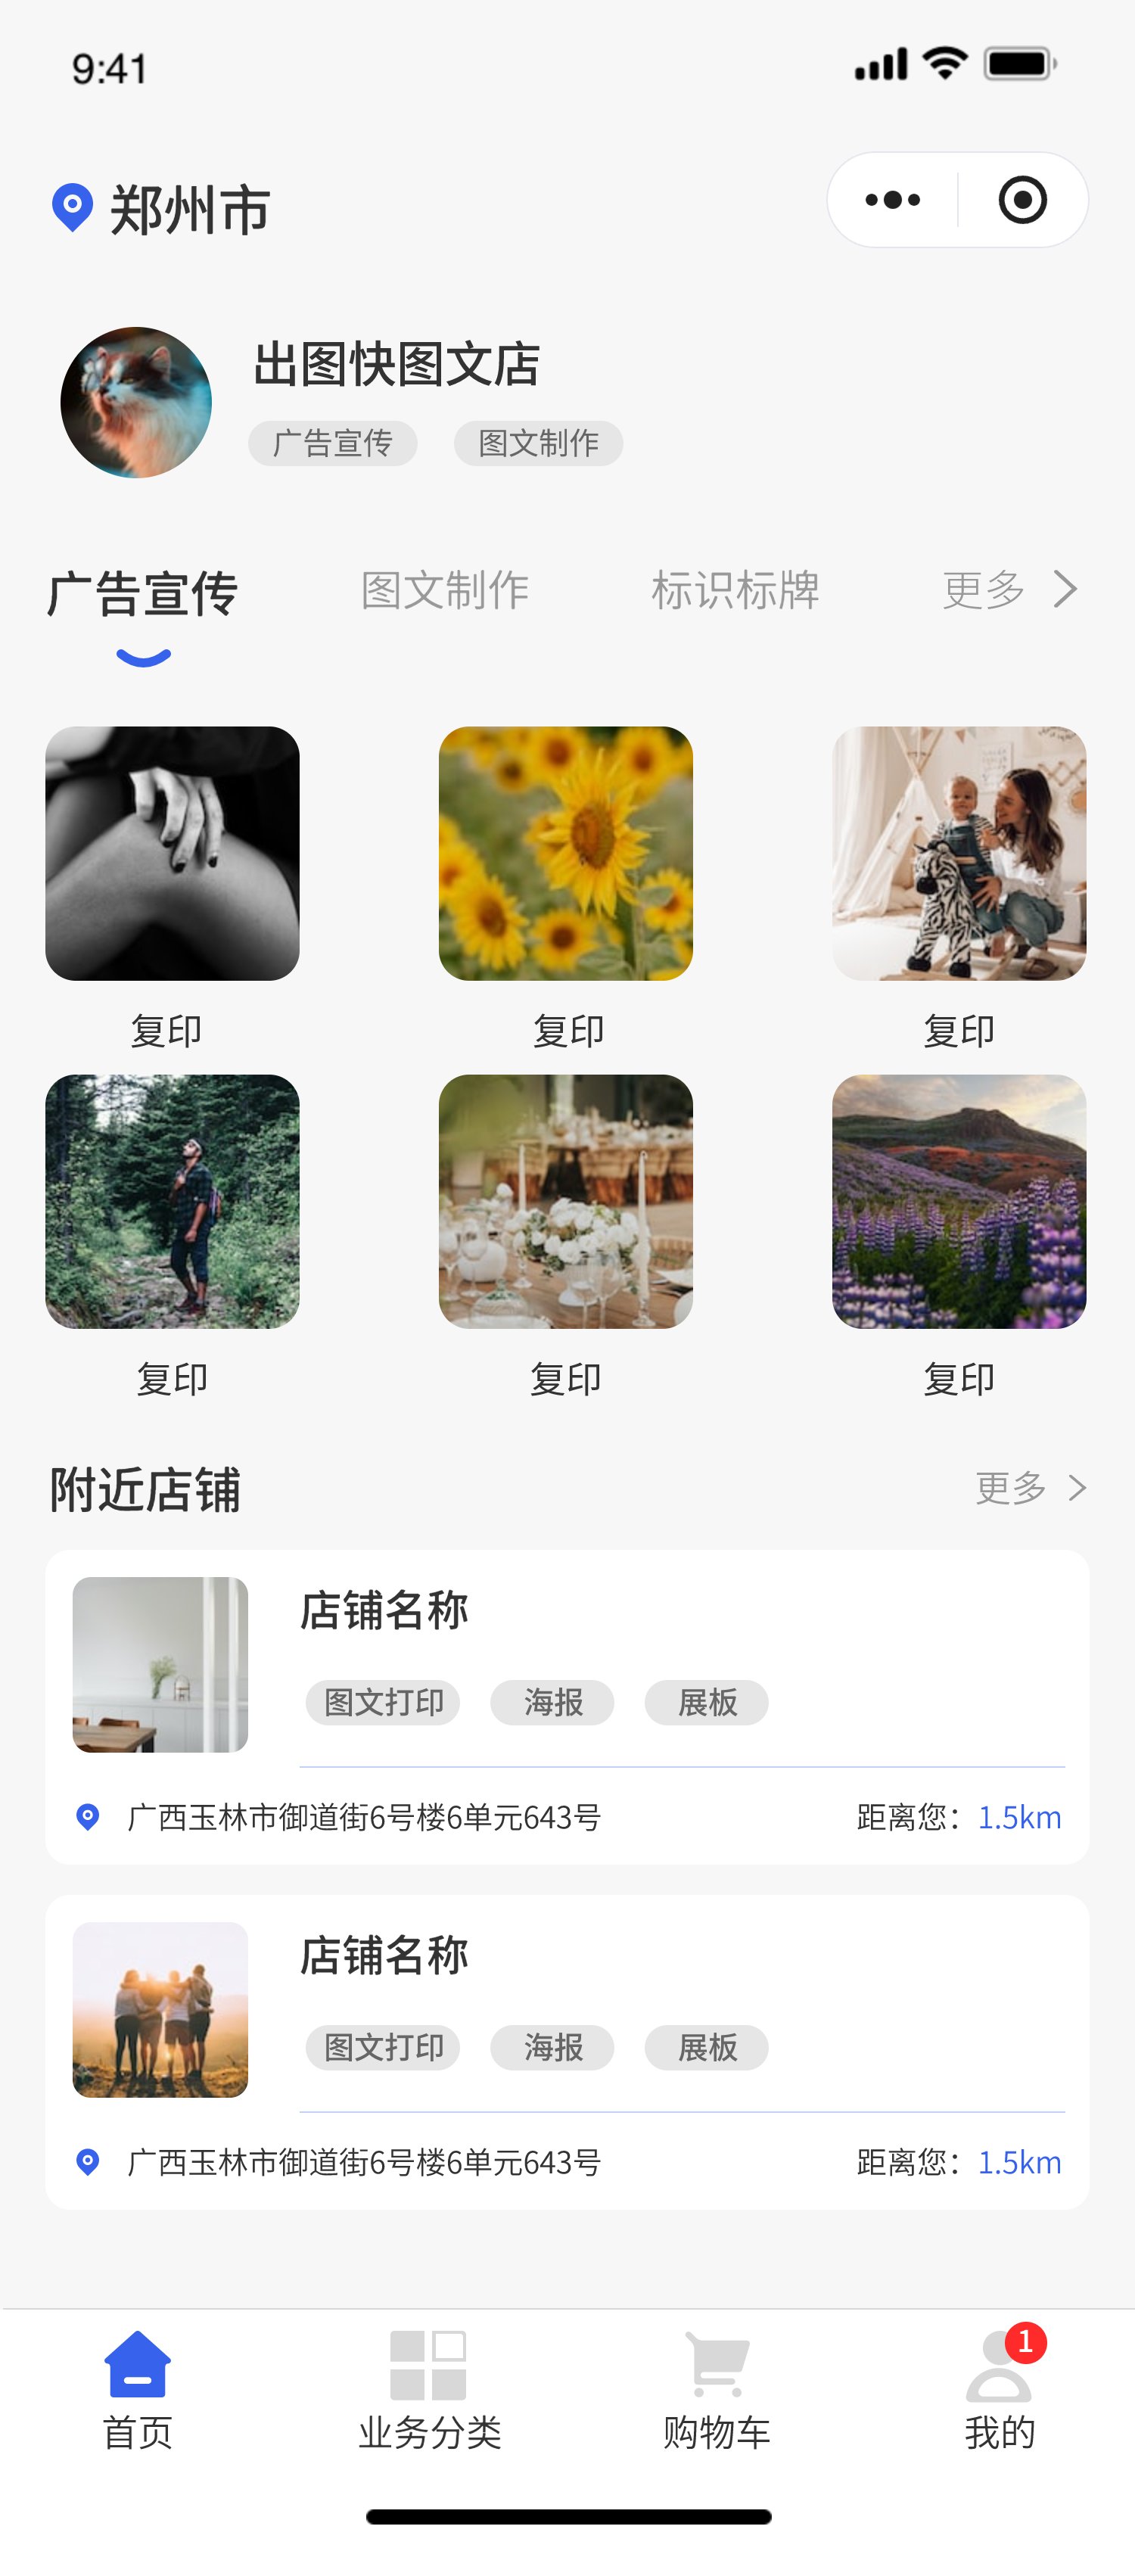 9:41
郑州市
出图快图文店
广告宣传 图文制作
广告宣传 图文制作 标识标牌 更多
复印 复印 复印
复印 复印 复印
附近店铺 更多
店铺名称
图文打印 海报 展板
广西玉林市御道街6号楼6单元643号 距离您：1.5km
店铺名称
图文打印 海报 展板
广西玉林市御道街6号楼6单元643号 距离您：1.5km
1
首页 业务分类 购物车 我的